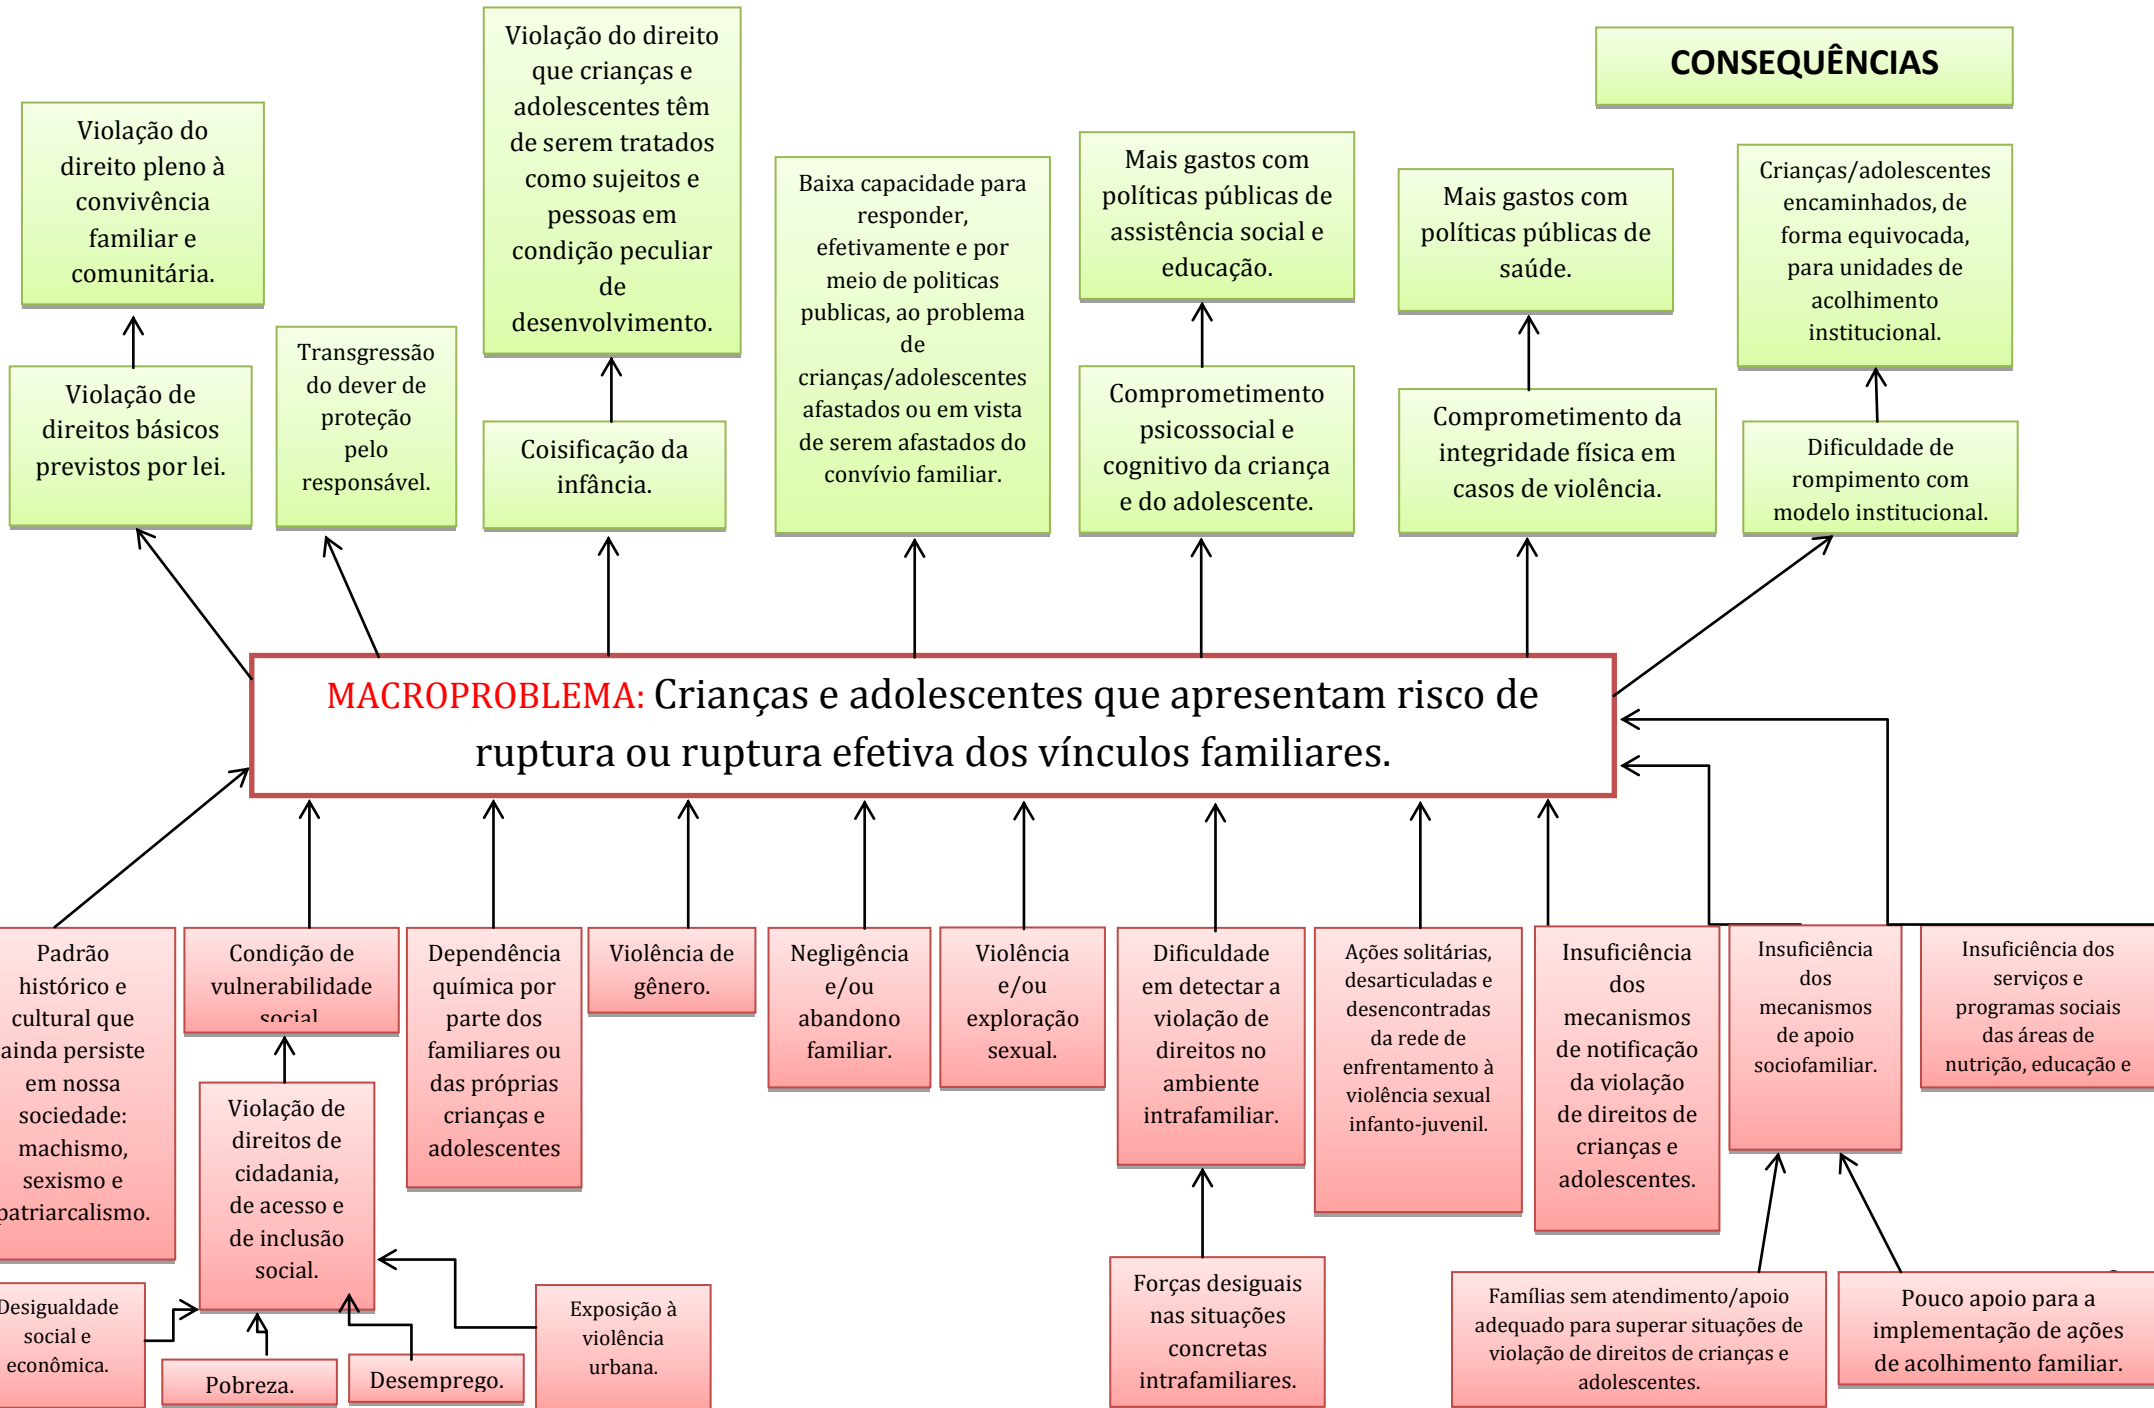 CONSEQUÊNCIAS
Violação do
direito pleno à
convivência
familiar e
comunitária.
Violação do direito
que crianças e
adolescentes têm
de serem tratados
como sujeitos e
pessoas em
condição peculiar
de
desenvolvimento.
Baixa capacidade para
responder,
efetivamente e por
meio de politicas
publicas, ao problema
de
crianças/adolescentes
afastados ou em vista
de serem afastados do
convívio familiar.
Mais gastos com
políticas públicas de
assistência social e
educação.
Mais gastos com
políticas públicas de
saúde.
Crianças/adolescentes
encaminhados, de
forma equivocada,
para unidades de
acolhimento
institucional.
Violação de
direitos básicos
previstos por lei.
Transgressão
do dever de
proteção
pelo
responsável.
Coisificação da
infância.
Comprometimento
psicossocial e
cognitivo da criança
e do adolescente.
Comprometimento da
integridade física em
casos de violência.
Dificuldade de
rompimento com
modelo institucional.
MACROPROBLEMA: Crianças e adolescentes que apresentam risco de
ruptura ou ruptura efetiva dos vínculos familiares.
Padrão
histórico e
cultural que
ainda persiste
em nossa
sociedade:
machismo,
sexismo e
patriarcalismo.
Condição de
vulnerabilidade
social
Dependência
química por
parte dos
familiares ou
das próprias
crianças e
adolescentes
Violência de
gênero.
Negligência
e/ou
abandono
familiar.
Violência
e/ou
exploração
sexual.
Dificuldade
em detectar a
violação de
direitos no
ambiente
intrafamiliar.
Ações solitárias,
desarticuladas e
desencontradas
da rede de
enfrentamento à
violência sexual
infanto-juvenil.
Insuficiência
dos
mecanismos
de notificação
da violação
de direitos de
crianças e
adolescentes.
Insuficiência
dos
mecanismos
de apoio
sociofamiliar.
Insuficiência dos
serviços e
programas sociais
das áreas de
nutrição, educação e
Violação de
direitos de
cidadania,
de acesso e
de inclusão
social.
Desigualdade
social e
econômica.
Pobreza.
Desemprego.
Exposição à
violência
urbana.
Forças desiguais
nas situações
concretas
intrafamiliares.
Famílias sem atendimento/apoio
adequado para superar situações de
violação de direitos de crianças e
adolescentes.
Pouco apoio para a
implementação de ações
de acolhimento familiar.